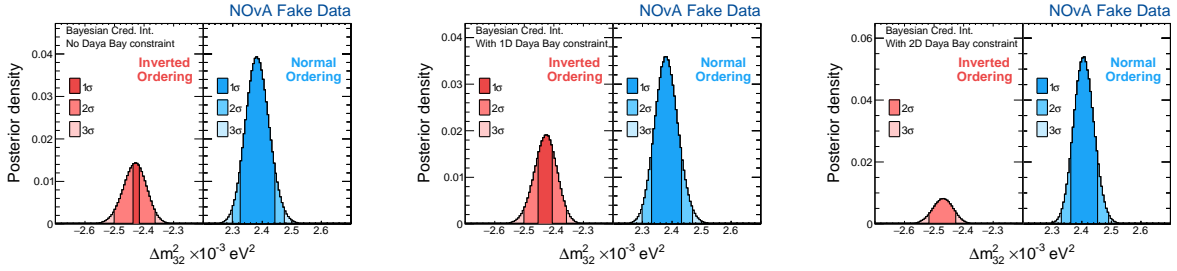 NOvA Fake Data
Bayesian Cred. Int.
No Daya Bay constraint
Inverted
Ordering
Normal
Ordering
1σ
2σ
3σ
Posterior density
0.04
0.03
0.02
0.01
0
−2.6 −2.5 −2.4 −2.3 2.3 2.4 2.5 2.6
Δm²₃₂ ×10⁻³ eV²
NOvA Fake Data
Bayesian Cred. Int.
With 1D Daya Bay constraint
Inverted
Ordering
Normal
Ordering
1σ
2σ
3σ
Posterior density
0.04
0.03
0.02
0.01
0
−2.6 −2.5 −2.4 −2.3 2.3 2.4 2.5 2.6
Δm²₃₂ ×10⁻³ eV²
NOvA Fake Data
Bayesian Cred. Int.
With 2D Daya Bay constraint
Inverted
Ordering
Normal
Ordering
2σ
3σ
1σ
2σ
3σ
Posterior density
0.06
0.04
0.02
0
−2.6 −2.5 −2.4 −2.3 2.3 2.4 2.5 2.6
Δm²₃₂ ×10⁻³ eV²